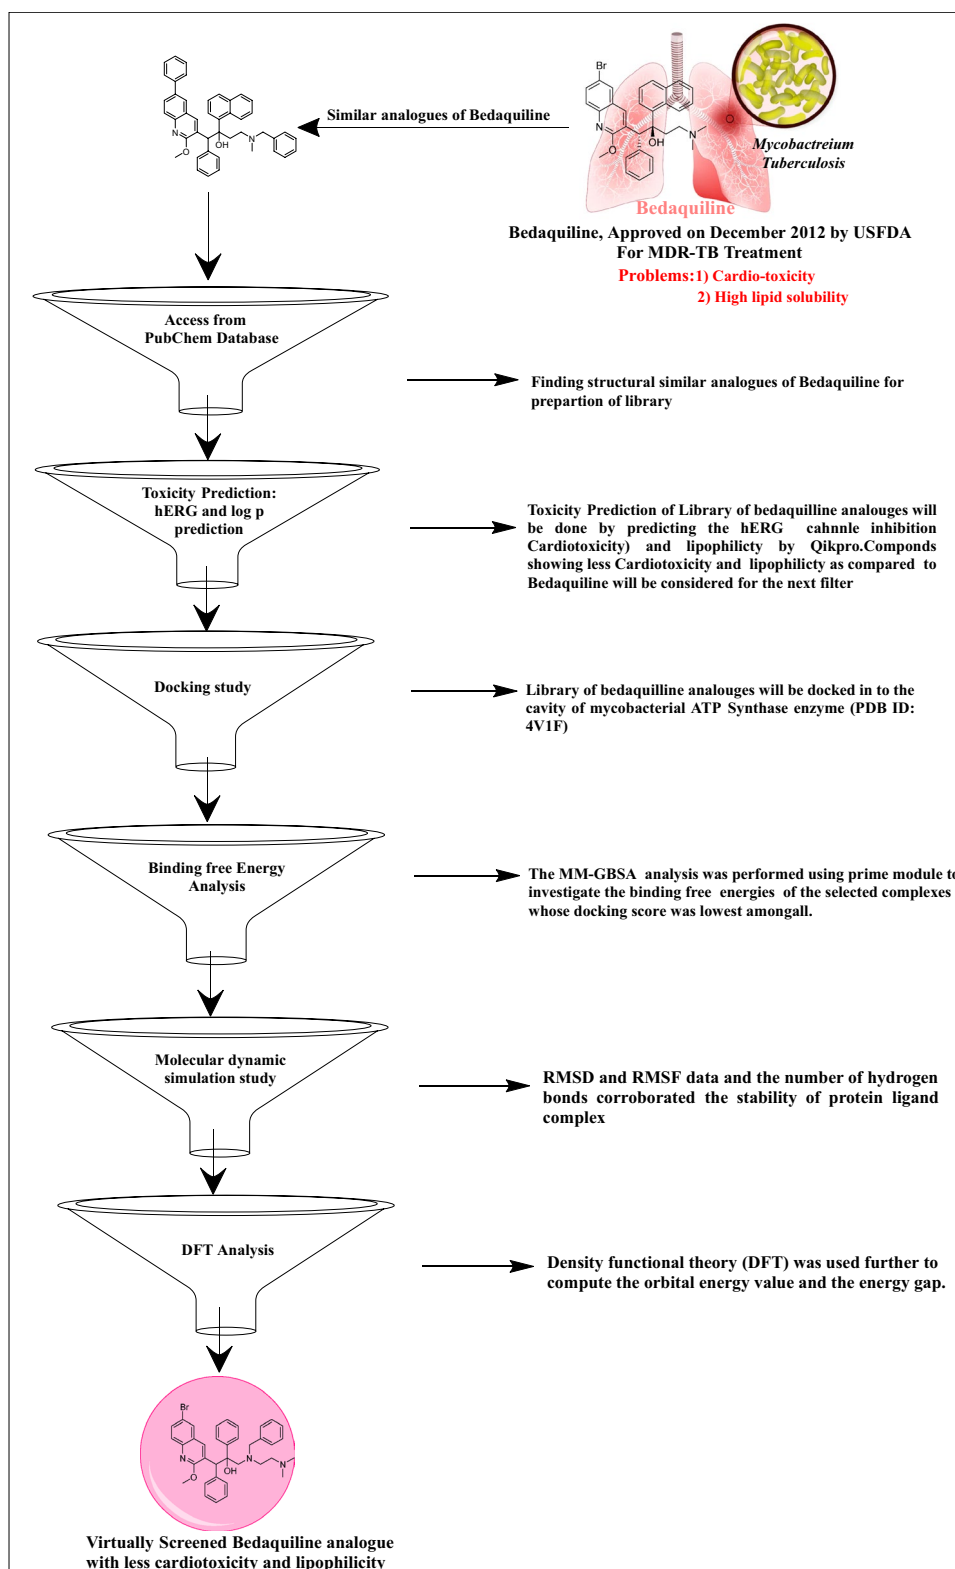 Similar analogues of Bedaquiline
Br
N
O
OH
N
Br
N
O
OH
N
Mycobactreium
Tuberculosis
Bedaquiline
Bedaquiline, Approved on December 2012 by USFDA
For MDR-TB Treatment
Problems:1) Cardio-toxicity
2) High lipid solubility
Access from
PubChem Database
Finding structural similar analogues of Bedaquiline for
prepartion of library
Toxicity Prediction:
hERG and log p
prediction
Toxicity Prediction of Library of bedaquilline analouges will
be done by predicting the hERG cahnnle inhibition
Cardiotoxicity) and lipophilicty by Qikpro.Componds
showing less Cardiotoxicity and lipophilicty as compared to
Bedaquiline will be considered for the next filter
Docking study
Library of bedaquilline analouges will be docked in to the
cavity of mycobacterial ATP Synthase enzyme (PDB ID:
4V1F)
Binding free Energy
Analysis
The MM-GBSA analysis was performed using prime module to
investigate the binding free energies of the selected complexes
whose docking score was lowest amongall.
Molecular dynamic
simulation study
RMSD and RMSF data and the number of hydrogen
bonds corroborated the stability of protein ligand
complex
DFT Analysis
Density functional theory (DFT) was used further to
compute the orbital energy value and the energy gap.
Br
N
O
OH
N
N
Virtually Screened Bedaquiline analogue
with less cardiotoxicity and lipophilicity